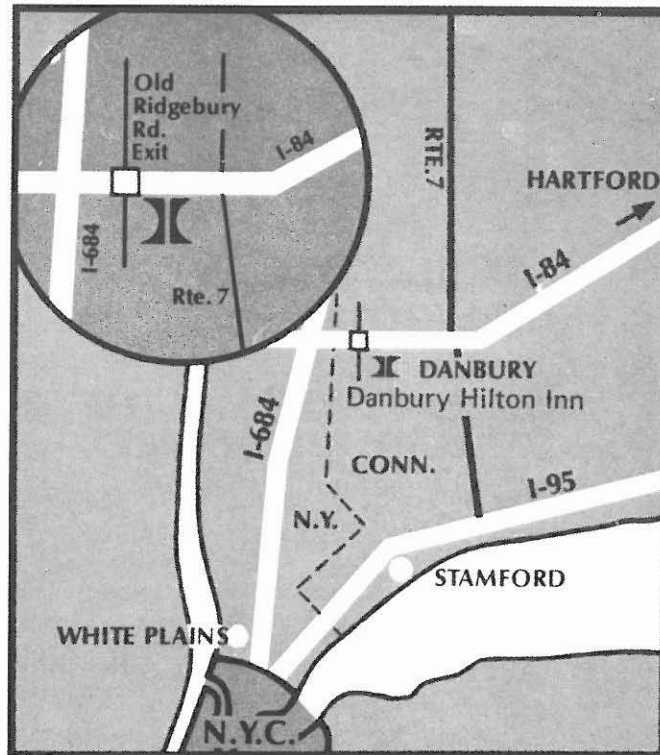 Old
Ridgebury
Rd.
Exit
I-84
I-684
Rte. 7
RTE. 7
HARTFORD
I-84
DANBURY
Danbury Hilton Inn
I-684
CONN.
I-95
N.Y.
STAMFORD
WHITE PLAINS
N.Y.C.